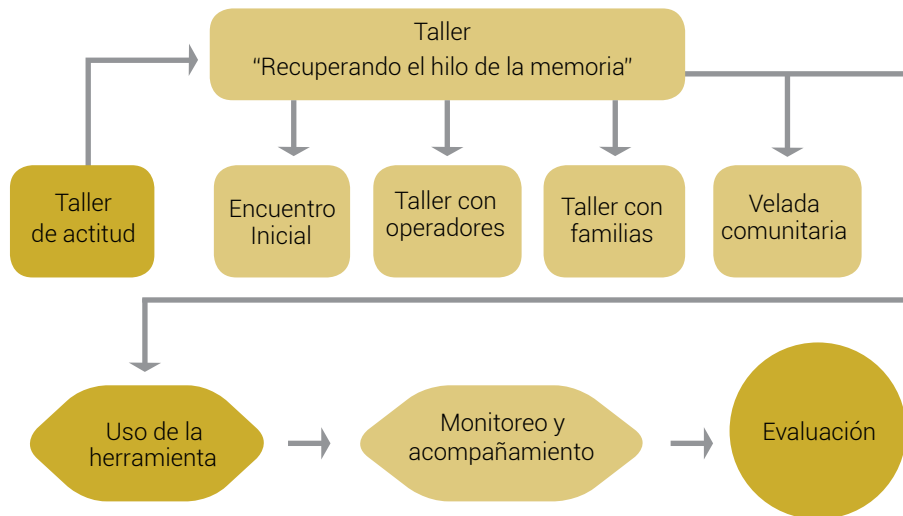 Taller
“Recuperando el hilo de la memoria”
Taller
de actitud
Encuentro
Inicial
Taller con
operadores
Taller con
familias
Velada
comunitaria
Uso de la
herramienta
Monitoreo y
acompañamiento
Evaluación